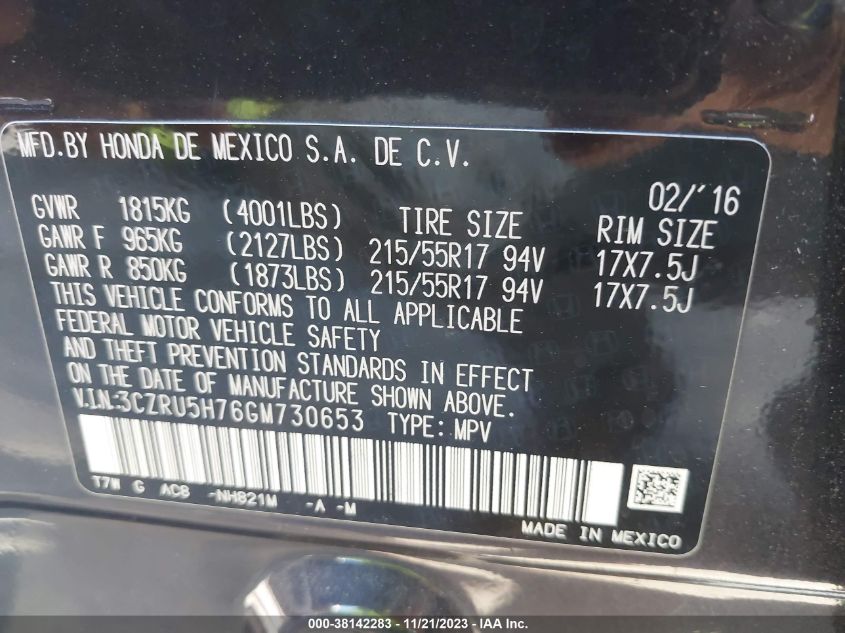 MFD.BY HONDA DE MEXICO S.A. DE C.V.
02/'16
GVWR 1815KG (4001LBS) TIRE SIZE RIM SIZE
GAWR F 965KG (2127LBS) 215/55R17 94V 17X7.5J
GAWR R 850KG (1873LBS) 215/55R17 94V 17X7.5J
THIS VEHICLE CONFORMS TO ALL APPLICABLE
FEDERAL MOTOR VEHICLE SAFETY
AND THEFT PREVENTION STANDARDS IN EFFECT
ON THE DATE OF MANUFACTURE SHOWN ABOVE.
V.I.N:3CZRU5H76GM730653 TYPE: MPV
T7W G ACB -NH821M -A -M
MADE IN MEXICO
000-38142283 - 11/21/2023 - IAA Inc.